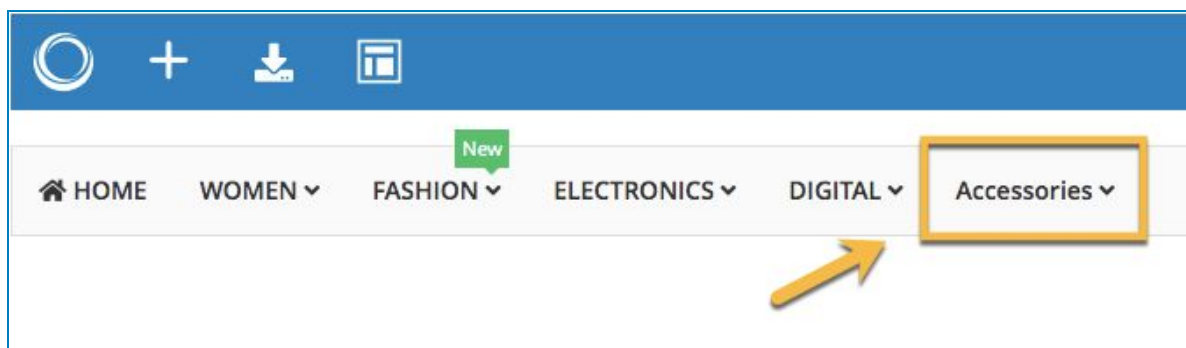 New
HOME WOMEN FASHION ELECTRONICS DIGITAL Accessories